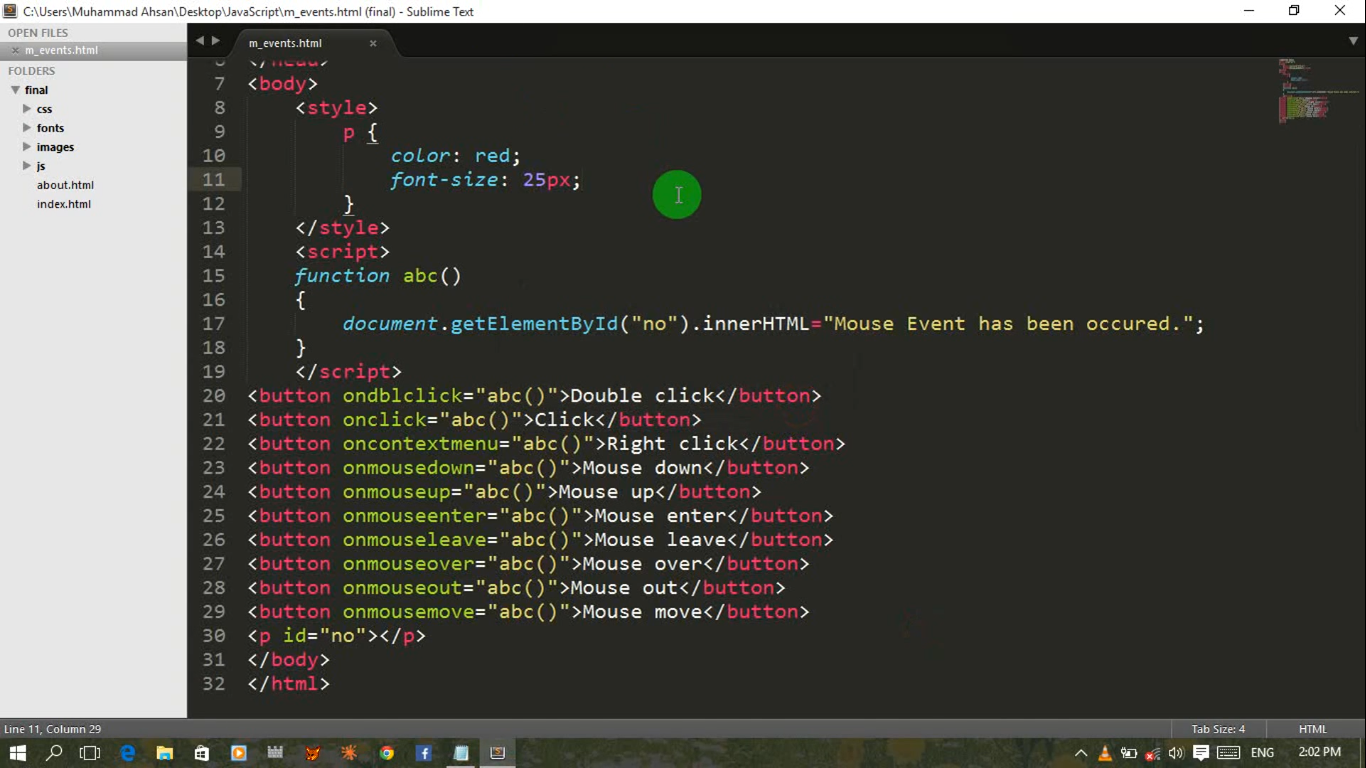 C:\Users\Muhammad Ahsan\Desktop\JavaScript\m_events.html (final) - Sublime Text
OPEN FILES
m_events.html
FOLDERS
final
css
fonts
images
js
about.html
index.html
m_events.html
6 </head>
7 <body>
8 <style>
9 p {
10 color: red;
11 font-size: 25px;
12 }
13 </style>
14 <script>
15 function abc()
16 {
17 document.getElementById("no").innerHTML="Mouse Event has been occured.";
18 }
19 </script>
20 <button ondblclick="abc()">Double click</button>
21 <button onclick="abc()">Click</button>
22 <button oncontextmenu="abc()">Right click</button>
23 <button onmousedown="abc()">Mouse down</button>
24 <button onmouseup="abc()">Mouse up</button>
25 <button onmouseenter="abc()">Mouse enter</button>
26 <button onmouseleave="abc()">Mouse leave</button>
27 <button onmouseover="abc()">Mouse over</button>
28 <button onmouseout="abc()">Mouse out</button>
29 <button onmousemove="abc()">Mouse move</button>
30 <p id="no"></p>
31 </body>
32 </html>
Line 11, Column 29
Tab Size: 4
HTML
ENG
2:02 PM